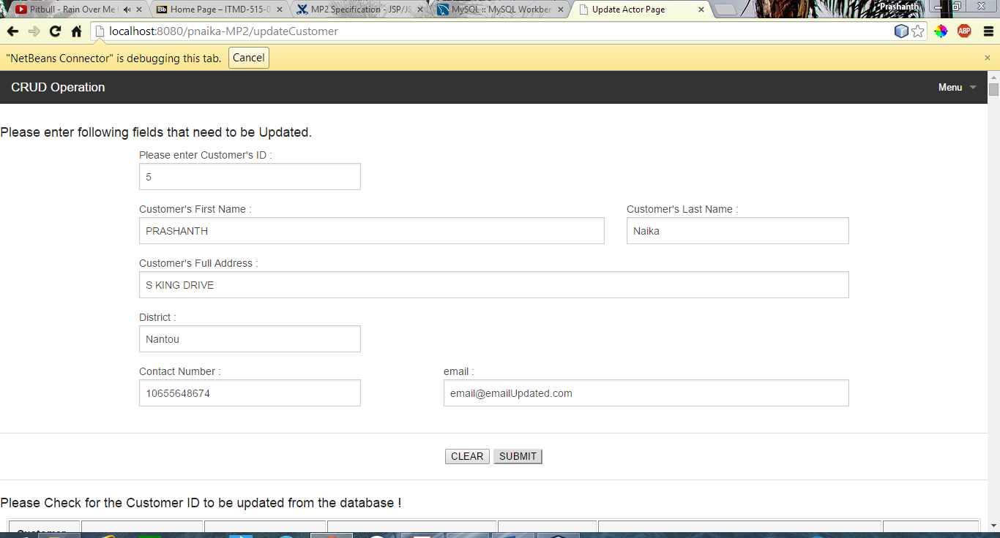 Pitbull - Rain Over Me
Bb Home Page – ITMD-515-0
MP2 Specification - JSP/JS
MySQL :: MySQL Workben
Update Actor Page
Prashanth
localhost:8080/pnaika-MP2/updateCustomer
ABP
"NetBeans Connector" is debugging this tab. Cancel
CRUD Operation Menu
Please enter following fields that need to be Updated.
Please enter Customer's ID :
5
Customer's First Name : Customer's Last Name :
PRASHANTH Naika
Customer's Full Address :
S KING DRIVE
District :
Nantou
Contact Number : email :
10655648674 email@emailUpdated.com
CLEAR SUBMIT
Please Check for the Customer ID to be updated from the database !
Customer